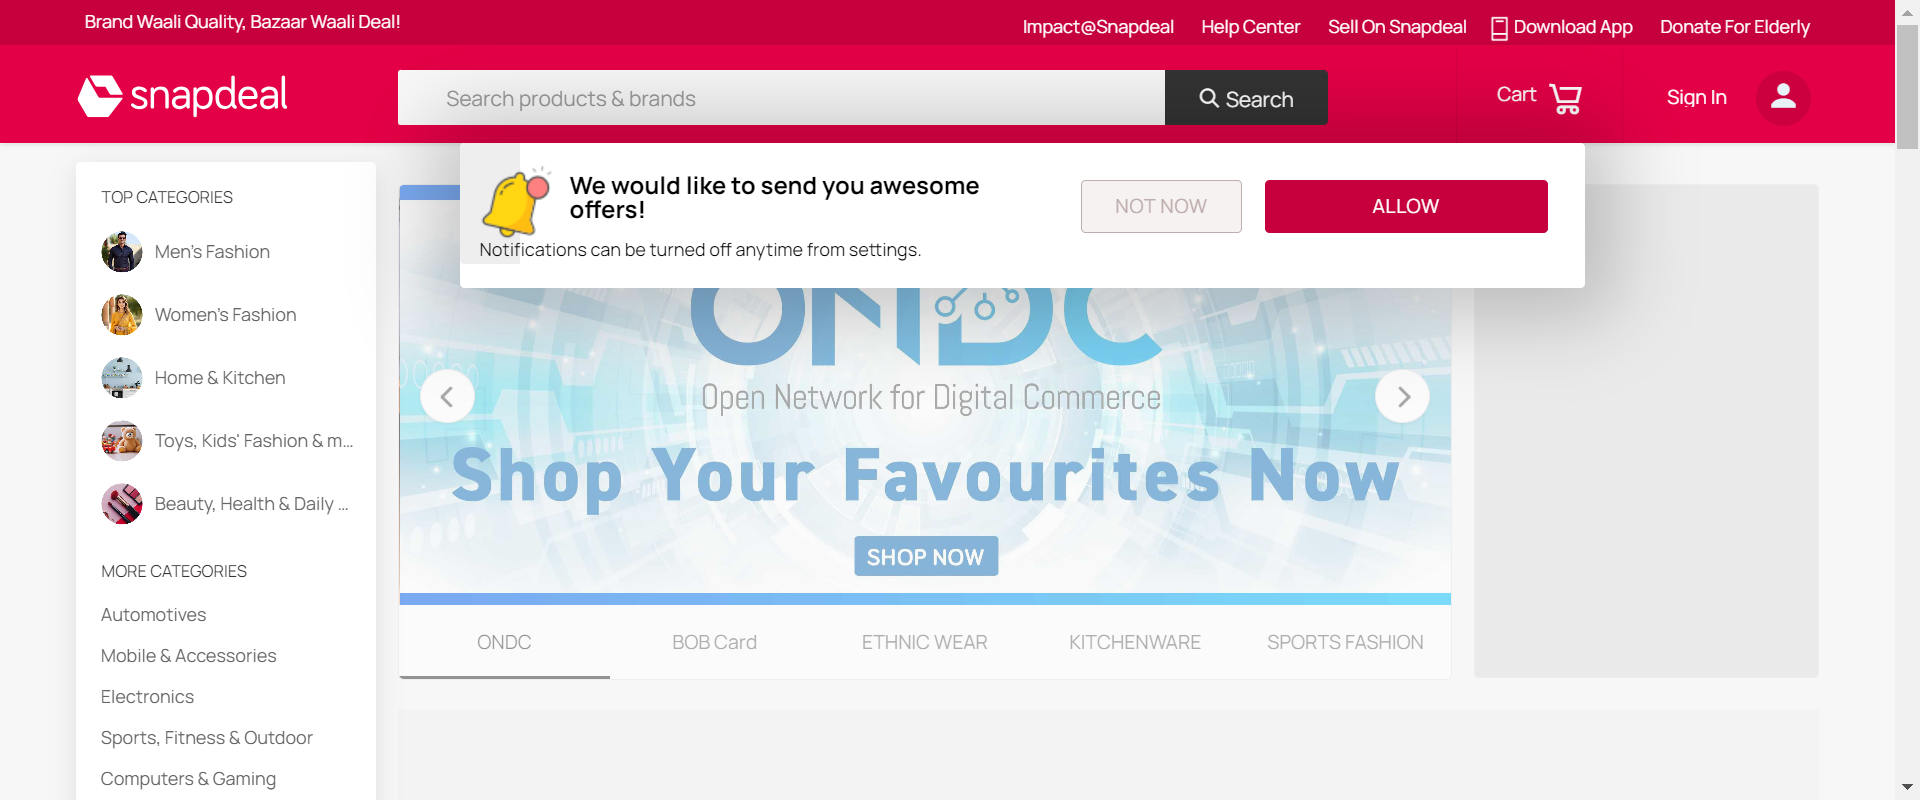 Brand Waali Quality, Bazaar Waali Deal!
Impact@Snapdeal
Help Center
Sell On Snapdeal
Download App
Donate For Elderly
snapdeal
Search products & brands
Search
Cart
Sign In
We would like to send you awesome
offers!
Notifications can be turned off anytime from settings.
NOT NOW
ALLOW
TOP CATEGORIES
Men's Fashion
Women's Fashion
Home & Kitchen
Toys, Kids' Fashion & m...
Beauty, Health & Daily ...
MORE CATEGORIES
Automotives
Mobile & Accessories
Electronics
Sports, Fitness & Outdoor
Computers & Gaming
ONDC
Open Network for Digital Commerce
Shop Your Favourites Now
SHOP NOW
ONDC
BOB Card
ETHNIC WEAR
KITCHENWARE
SPORTS FASHION